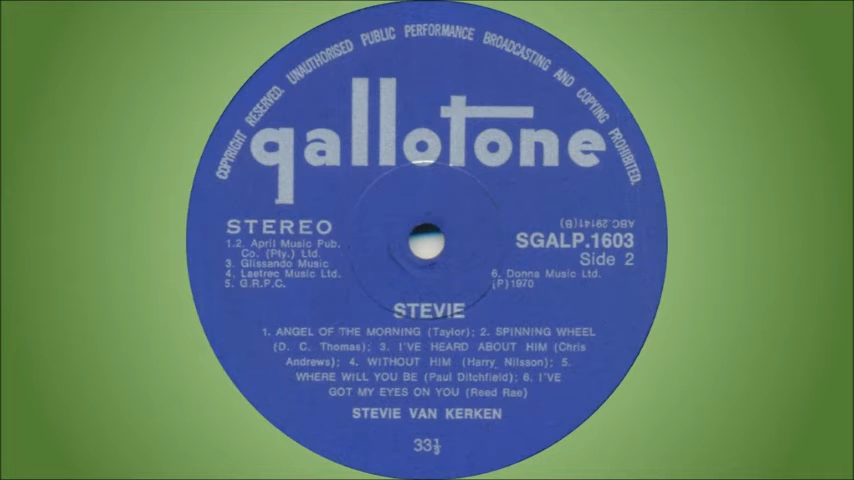 COPYRIGHT RESERVED. UNAUTHORISED PUBLIC PERFORMANCE BROADCASTING AND COPYING PROHIBITED.
gallotone
STEREO
1.2. April Music Pub.
Co. (Pty.) Ltd.
3. Glissando Music
4. Laetrec Music Ltd.
5. G.R.P.C.
ABC.29141(B)
SGALP.1603
Side 2
6. Donna Music Ltd.
(P)1970
STEVIE
1. ANGEL OF THE MORNING (Taylor); 2. SPINNING WHEEL
(D. C. Thomas); 3. I'VE HEARD ABOUT HIM (Chris
Andrews); 4. WITHOUT HIM (Harry Nilsson); 5.
WHERE WILL YOU BE (Paul Ditchfield); 6. I'VE
GOT MY EYES ON YOU (Reed Rae)
STEVIE VAN KERKEN
33⅓